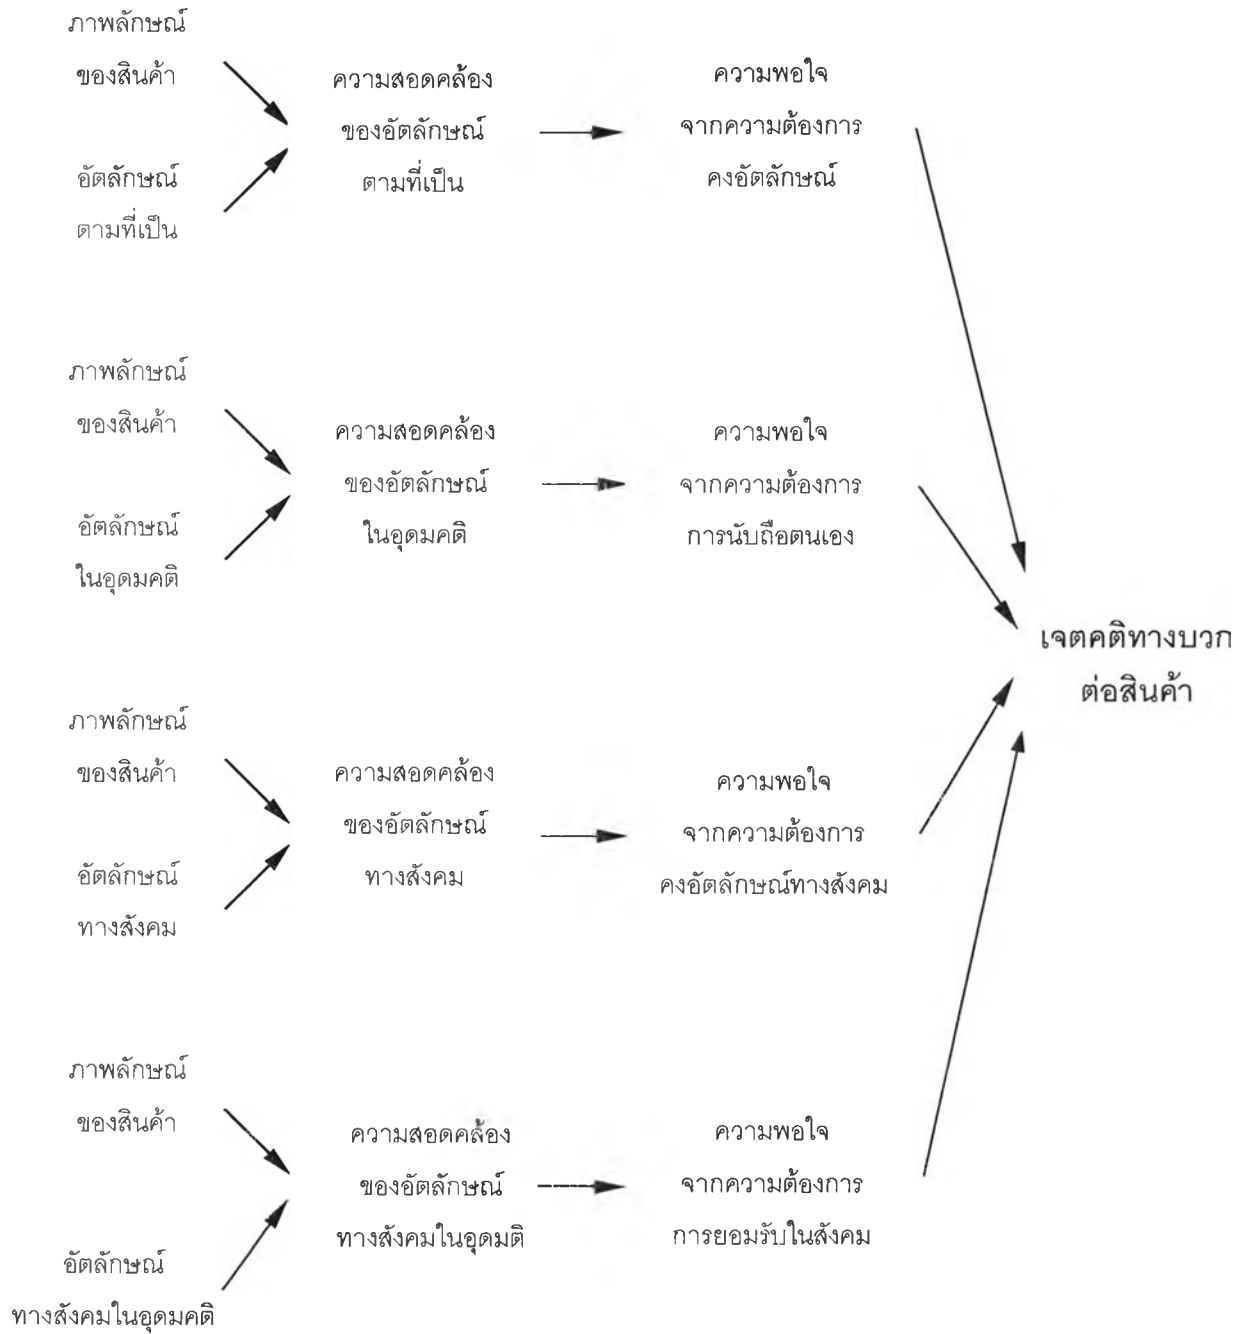 ภาพลักษณ์
ของสินค้า
อัตลักษณ์
ตามที่เป็น
ความสอดคล้อง
ของอัตลักษณ์
ตามที่เป็น
ความพอใจ
จากความต้องการ
คงอัตลักษณ์
ภาพลักษณ์
ของสินค้า
อัตลักษณ์
ในอุดมคติ
ความสอดคล้อง
ของอัตลักษณ์
ในอุดมคติ
ความพอใจ
จากความต้องการ
การนับถือตนเอง
ภาพลักษณ์
ของสินค้า
อัตลักษณ์
ทางสังคม
ความสอดคล้อง
ของอัตลักษณ์
ทางสังคม
ความพอใจ
จากความต้องการ
คงอัตลักษณ์ทางสังคม
ภาพลักษณ์
ของสินค้า
อัตลักษณ์
ทางสังคมในอุดมคติ
ความสอดคล้อง
ของอัตลักษณ์
ทางสังคมในอุดมติ
ความพอใจ
จากความต้องการ
การยอมรับในสังคม
เจตคติทางบวก
ต่อสินค้า